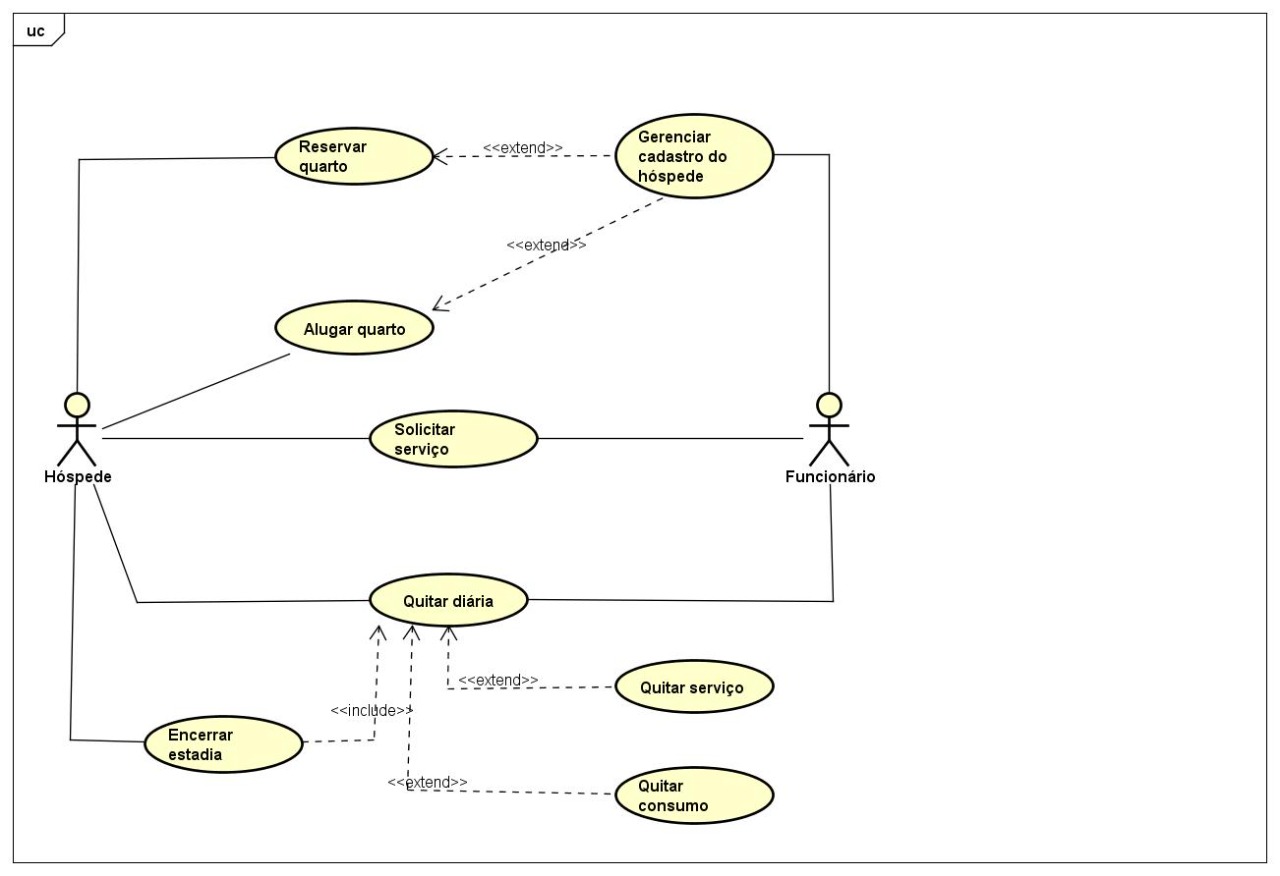 uc
Reservar
quarto
<<extend>>
Gerenciar
cadastro do
hóspede
<<extend>>
Alugar quarto
Solicitar
serviço
Hóspede
Funcionário
Quitar diária
<<extend>>
Quitar serviço
<<include>>
Encerrar
estadia
<<extend>>
Quitar
consumo